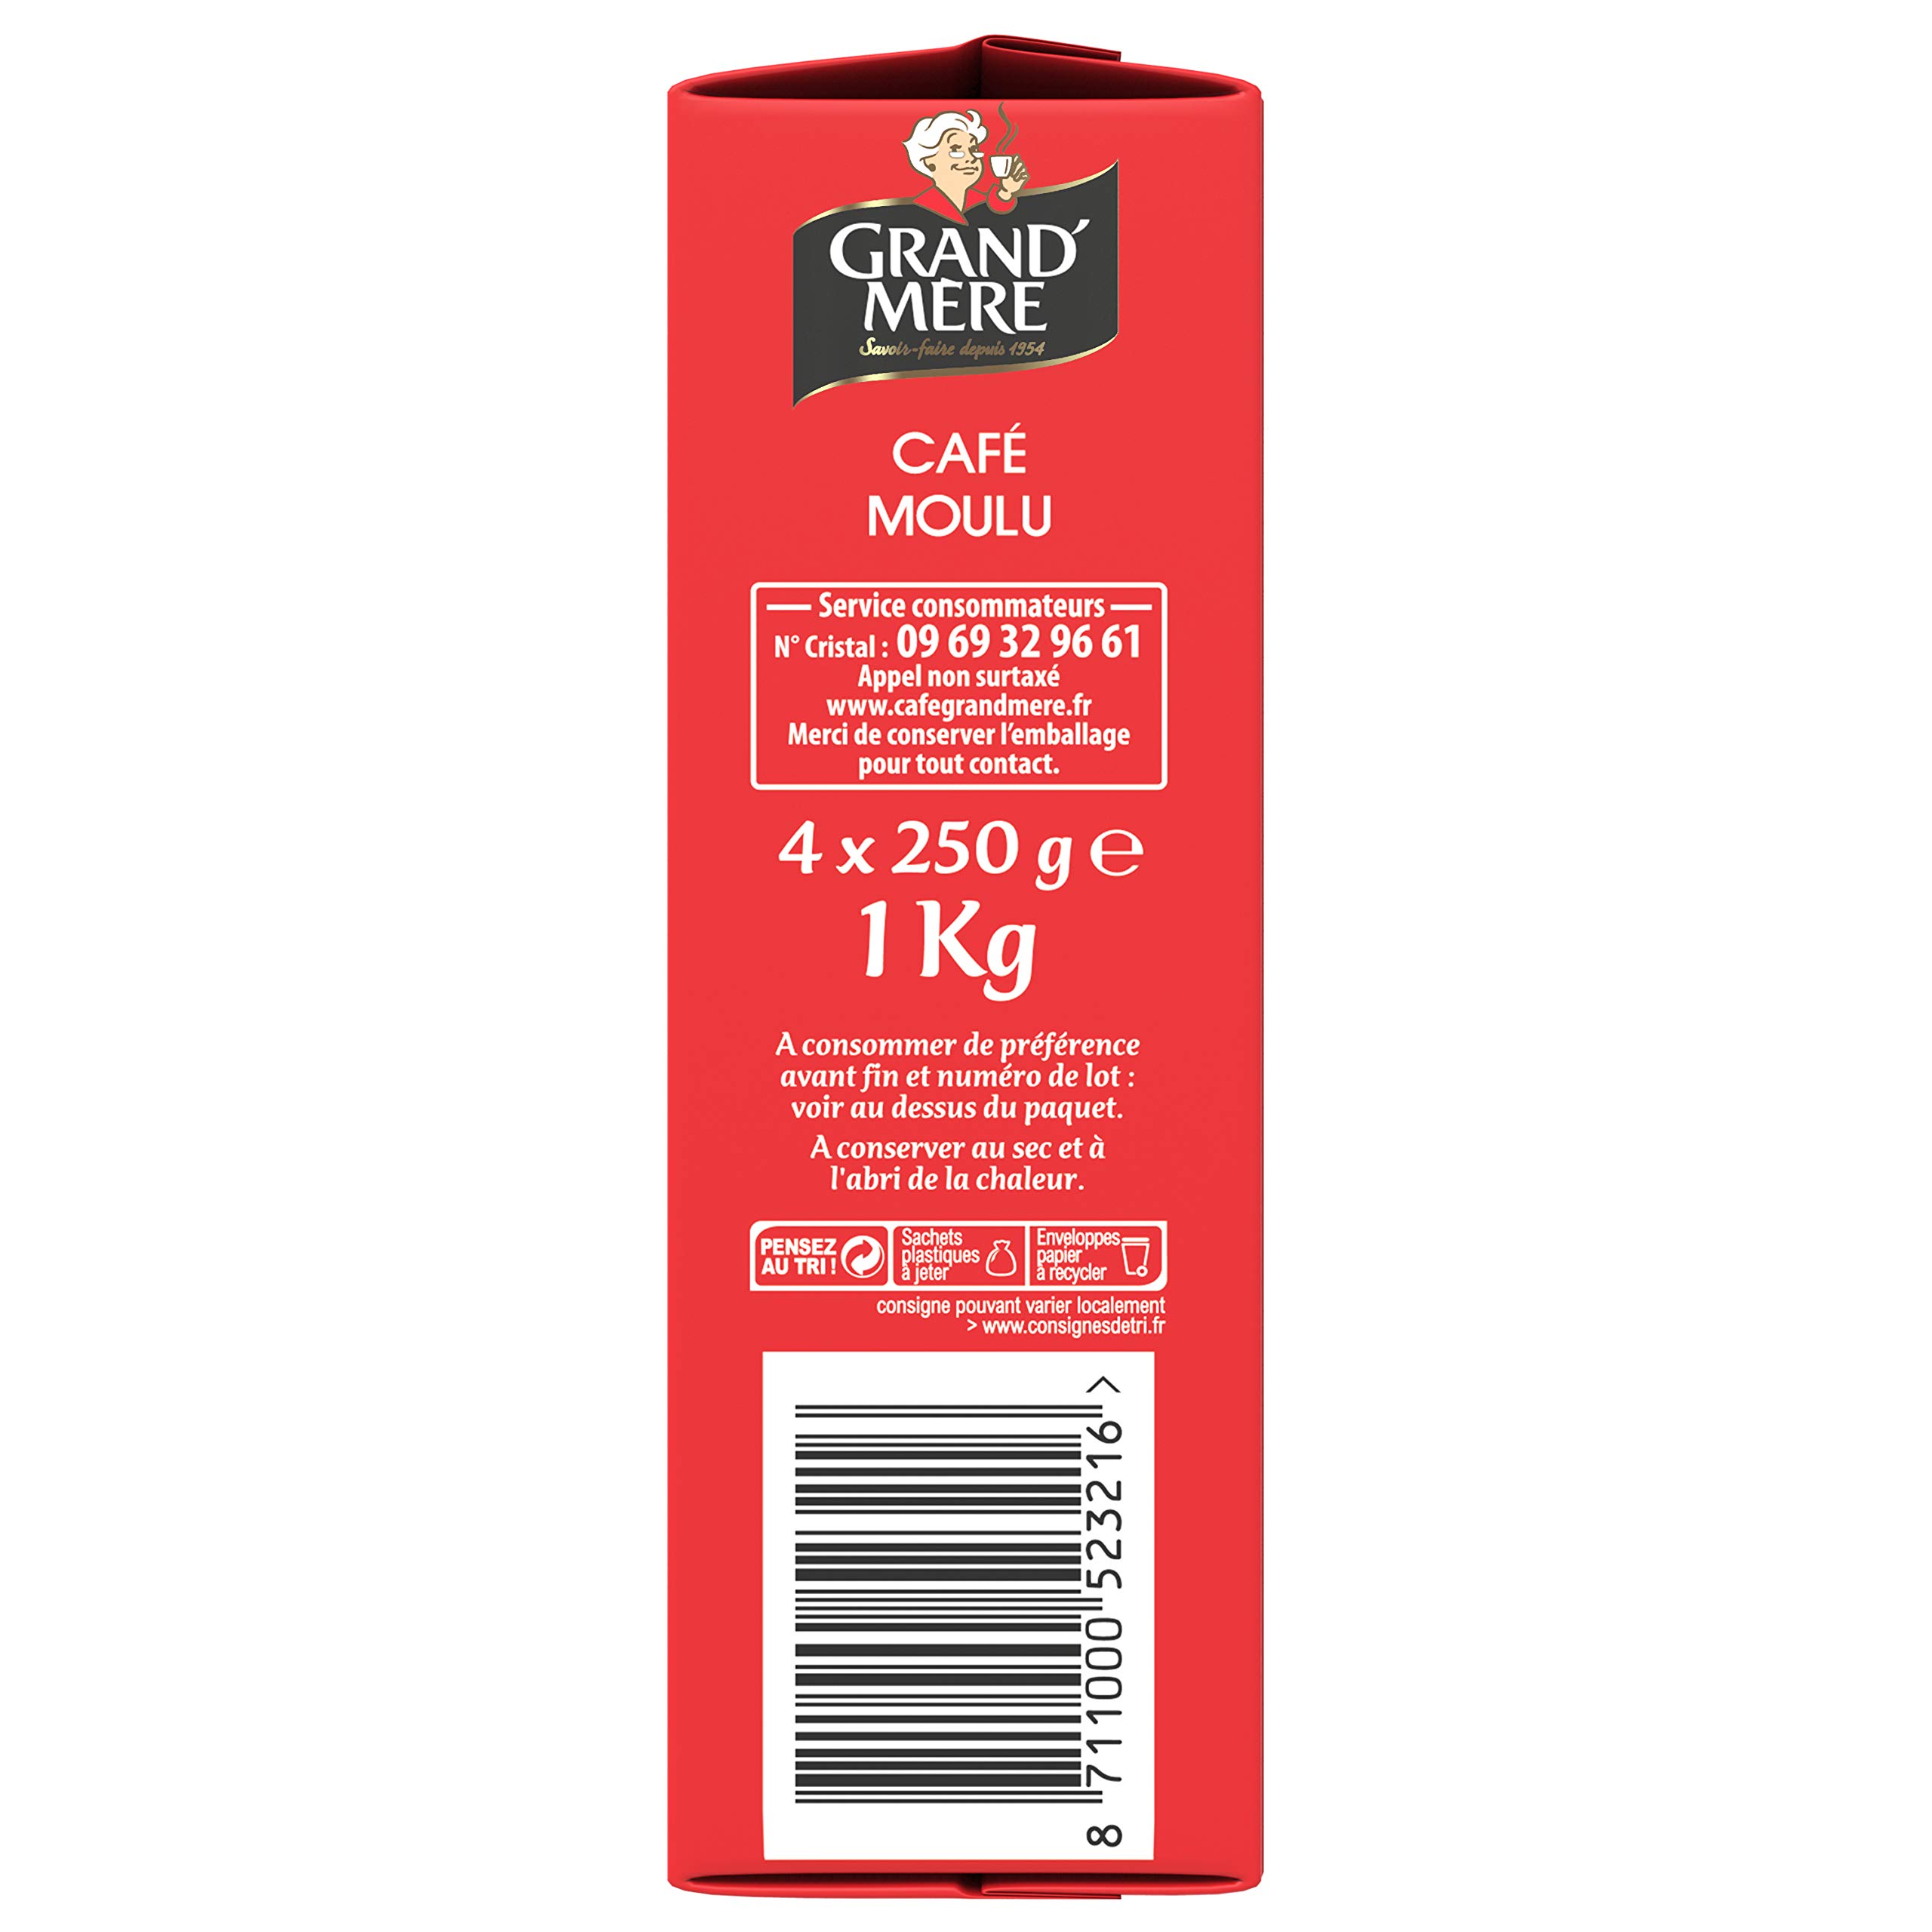 GRAND'
MÈRE
Savoir-faire depuis 1954
CAFÉ
MOULU
Service consommateurs
N° Cristal : 09 69 32 96 61
Appel non surtaxé
www.cafegrandmere.fr
Merci de conserver l'emballage
pour tout contact.
4 x 250 g e
1 Kg
A consommer de préférence
avant fin et numéro de lot :
voir au dessus du paquet.
A conserver au sec et à
l'abri de la chaleur.
PENSEZ
AU TRI !
Sachets
plastiques
à jeter
Enveloppes
papier
à recycler
consigne pouvant varier localement
> www.consignesdetri.fr
8 711000 523216 >